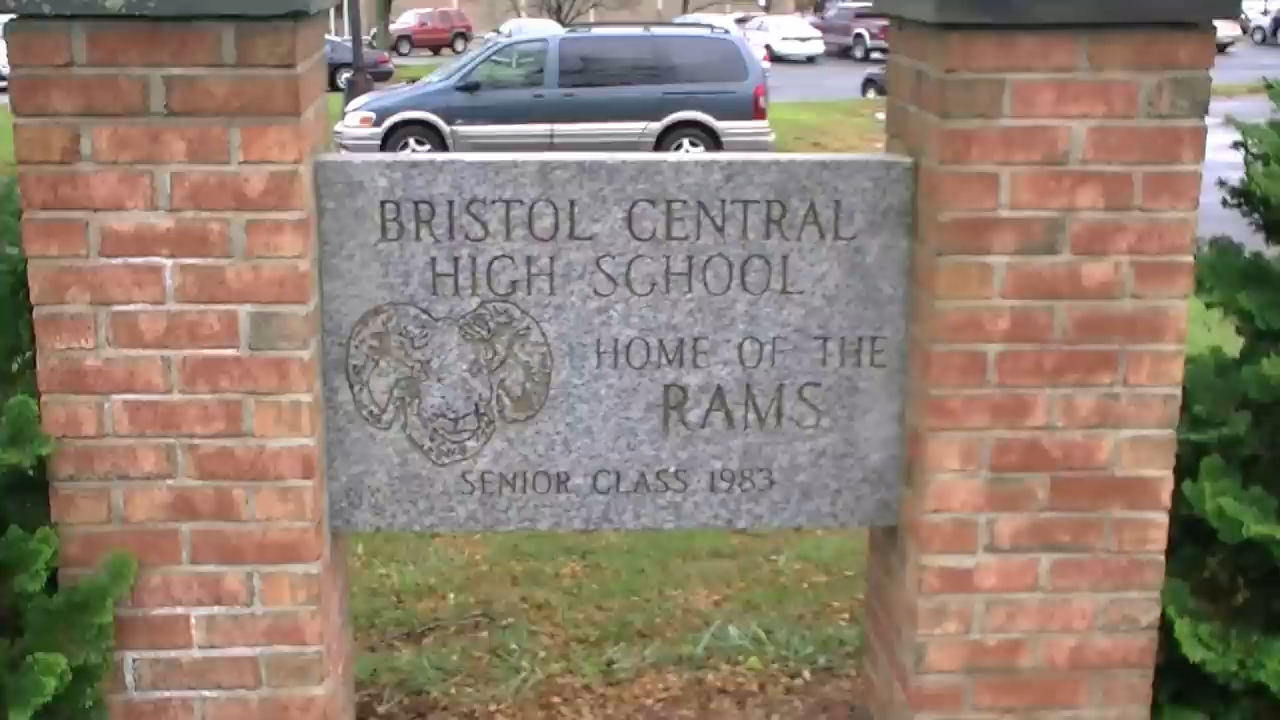 BRISTOL CENTRAL
HIGH SCHOOL
HOME OF THE
RAMS
SENIOR CLASS 1983